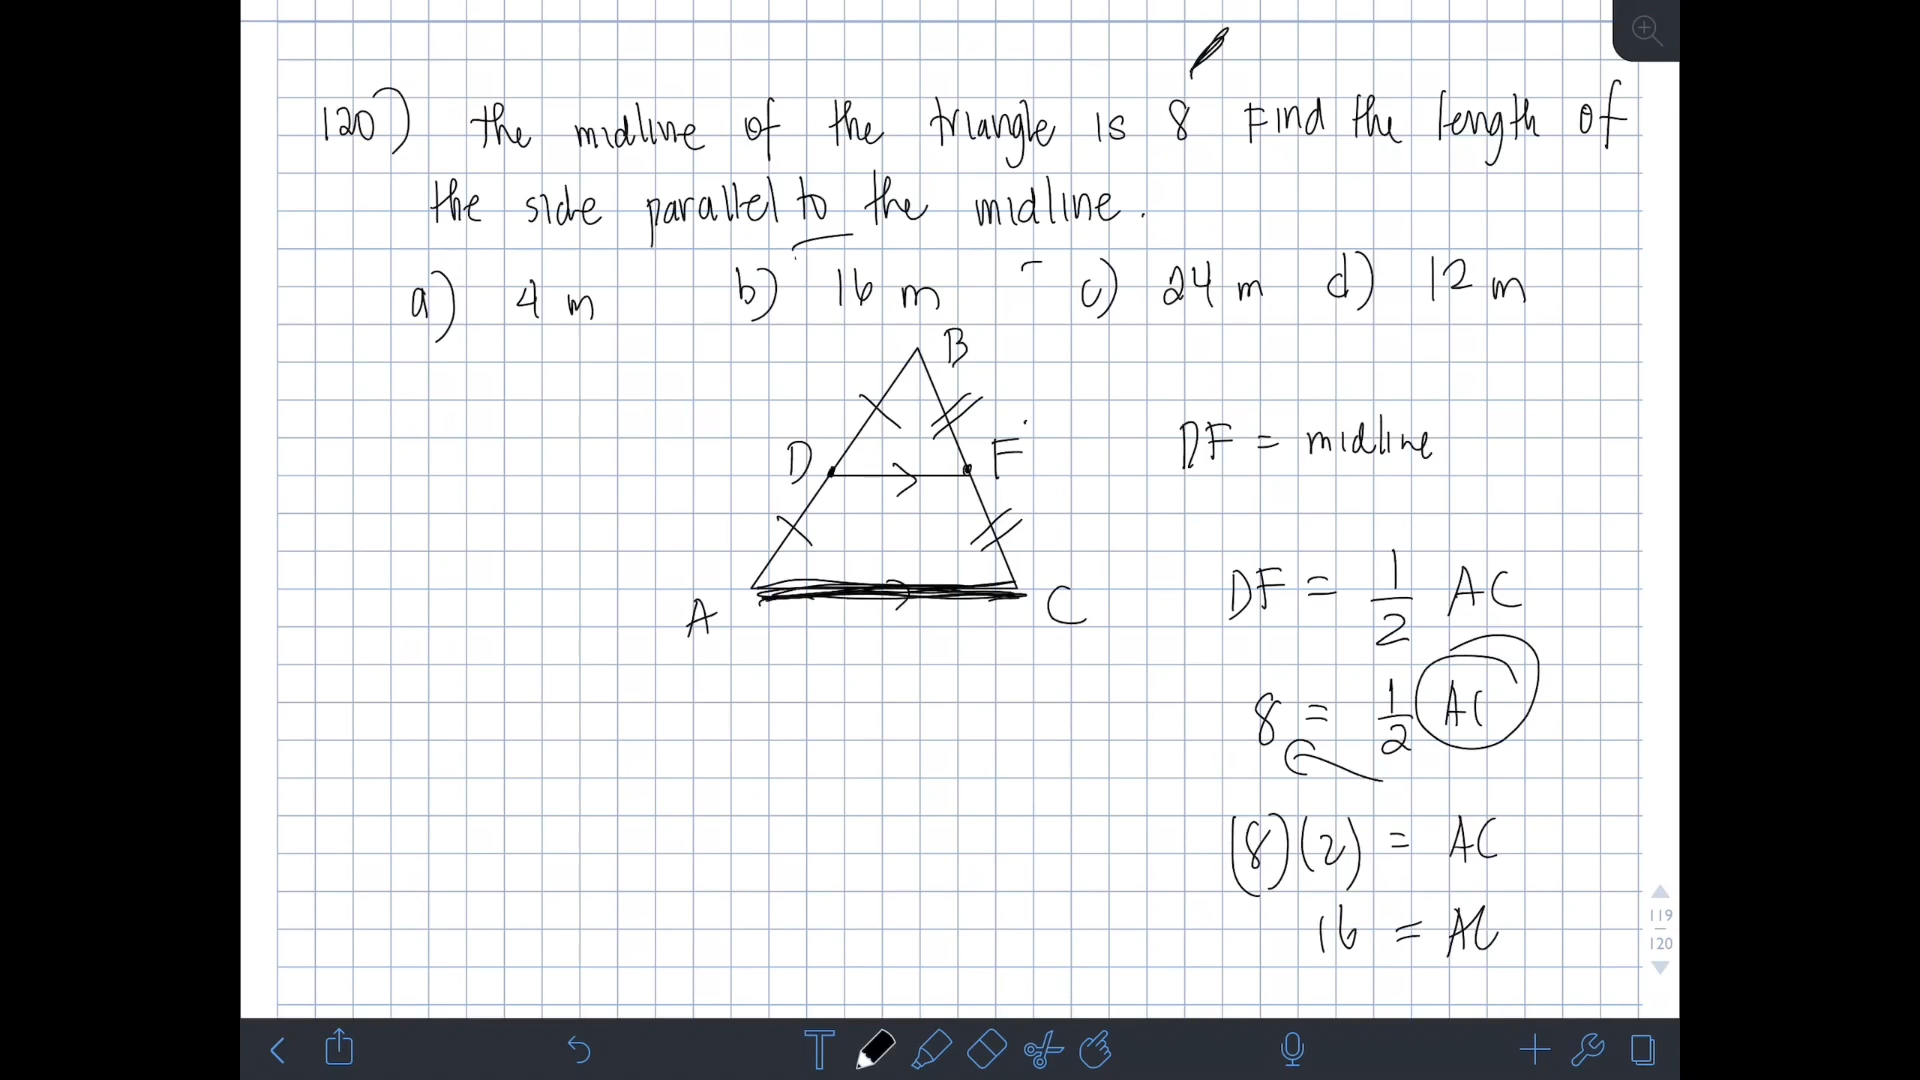 120) the midline of the triangle is 8 Find the length of
the side parallel to the midline.
a) 4 m b) 16 m c) 24 m d) 12 m
B
D F
A C
DF = midline
DF = 1/2 AC
8 = 1/2 AC
(8)(2) = AC
16 = AC
119
120
T